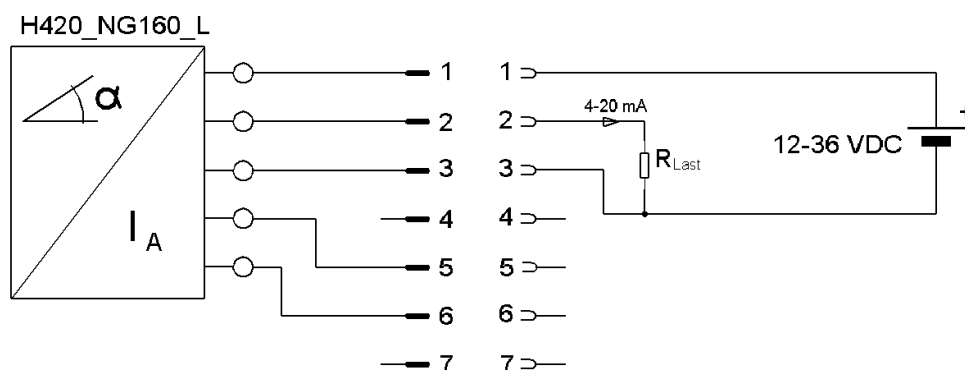 H420_NG160_L
α
I A
1 1
4-20 mA
2 2
12-36 VDC
+
R Last
3 3
4 4
5 5
6 6
7 7